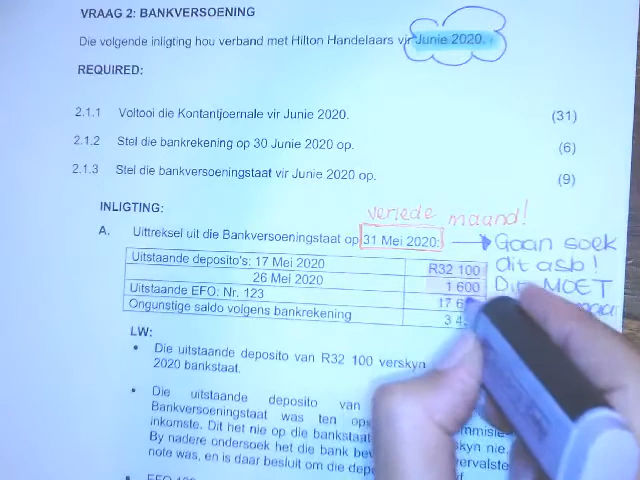 VRAAG 2: BANKVERSOENING
Die volgende inligting hou verband met Hilton Handelaars vir Junie 2020.
REQUIRED:
2.1.1 Voltooi die Kontantjoernale vir Junie 2020. (31)
2.1.2 Stel die bankrekening op 30 Junie 2020 op. (6)
2.1.3 Stel die bankversoeningstaat vir Junie 2020 op. (9)
INLIGTING:
veriede maand!
A. Uittreksel uit die Bankversoeningstaat op 31 Mei 2020:
Gaan soek
dit asb!
Dit MOET
Uitstaande deposito's: 17 Mei 2020 R32 100
26 Mei 2020 1 600
Uitstaande EFO: Nr. 123 17
Ongunstige saldo volgens bankrekening 3
LW:
• Die uitstaande deposito van R32 100 verskyn
2020 bankstaat.
• Die uitstaande deposito van
Bankversoeningstaat was ten
inkomste. Dit het nie op die bankstaat nie.
By nadere ondersoek het die bank
note was, en is daar besluit om die